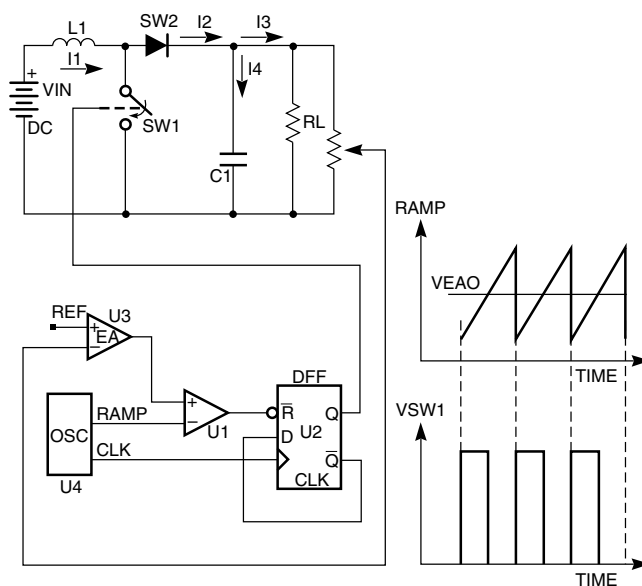 L1
SW2
I2
I3
I1
I4
+
VIN
DC
SW1
RL
C1
RAMP
VEAO
TIME
REF
U3
+
EA
−
DFF
+
−
U1
RAMP
OSC
CLK
U4
R
Q
D
U2
Q
CLK
VSW1
TIME